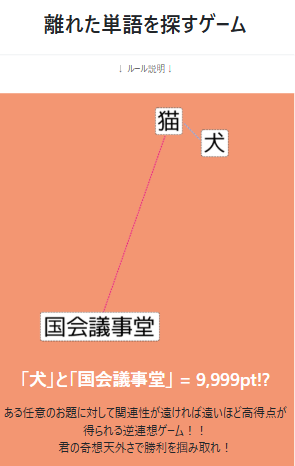 離れた単語を探すゲーム
↓ ルール説明 ↓
猫
犬
国会議事堂
「犬」と「国会議事堂」 = 9,999pt!?
ある任意のお題に対して関連性が遠ければ遠いほど高得点が
得られる逆連想ゲーム！！
君の奇想天外さで勝利を掴み取れ！